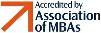 Accredited by
Association
of MBAs